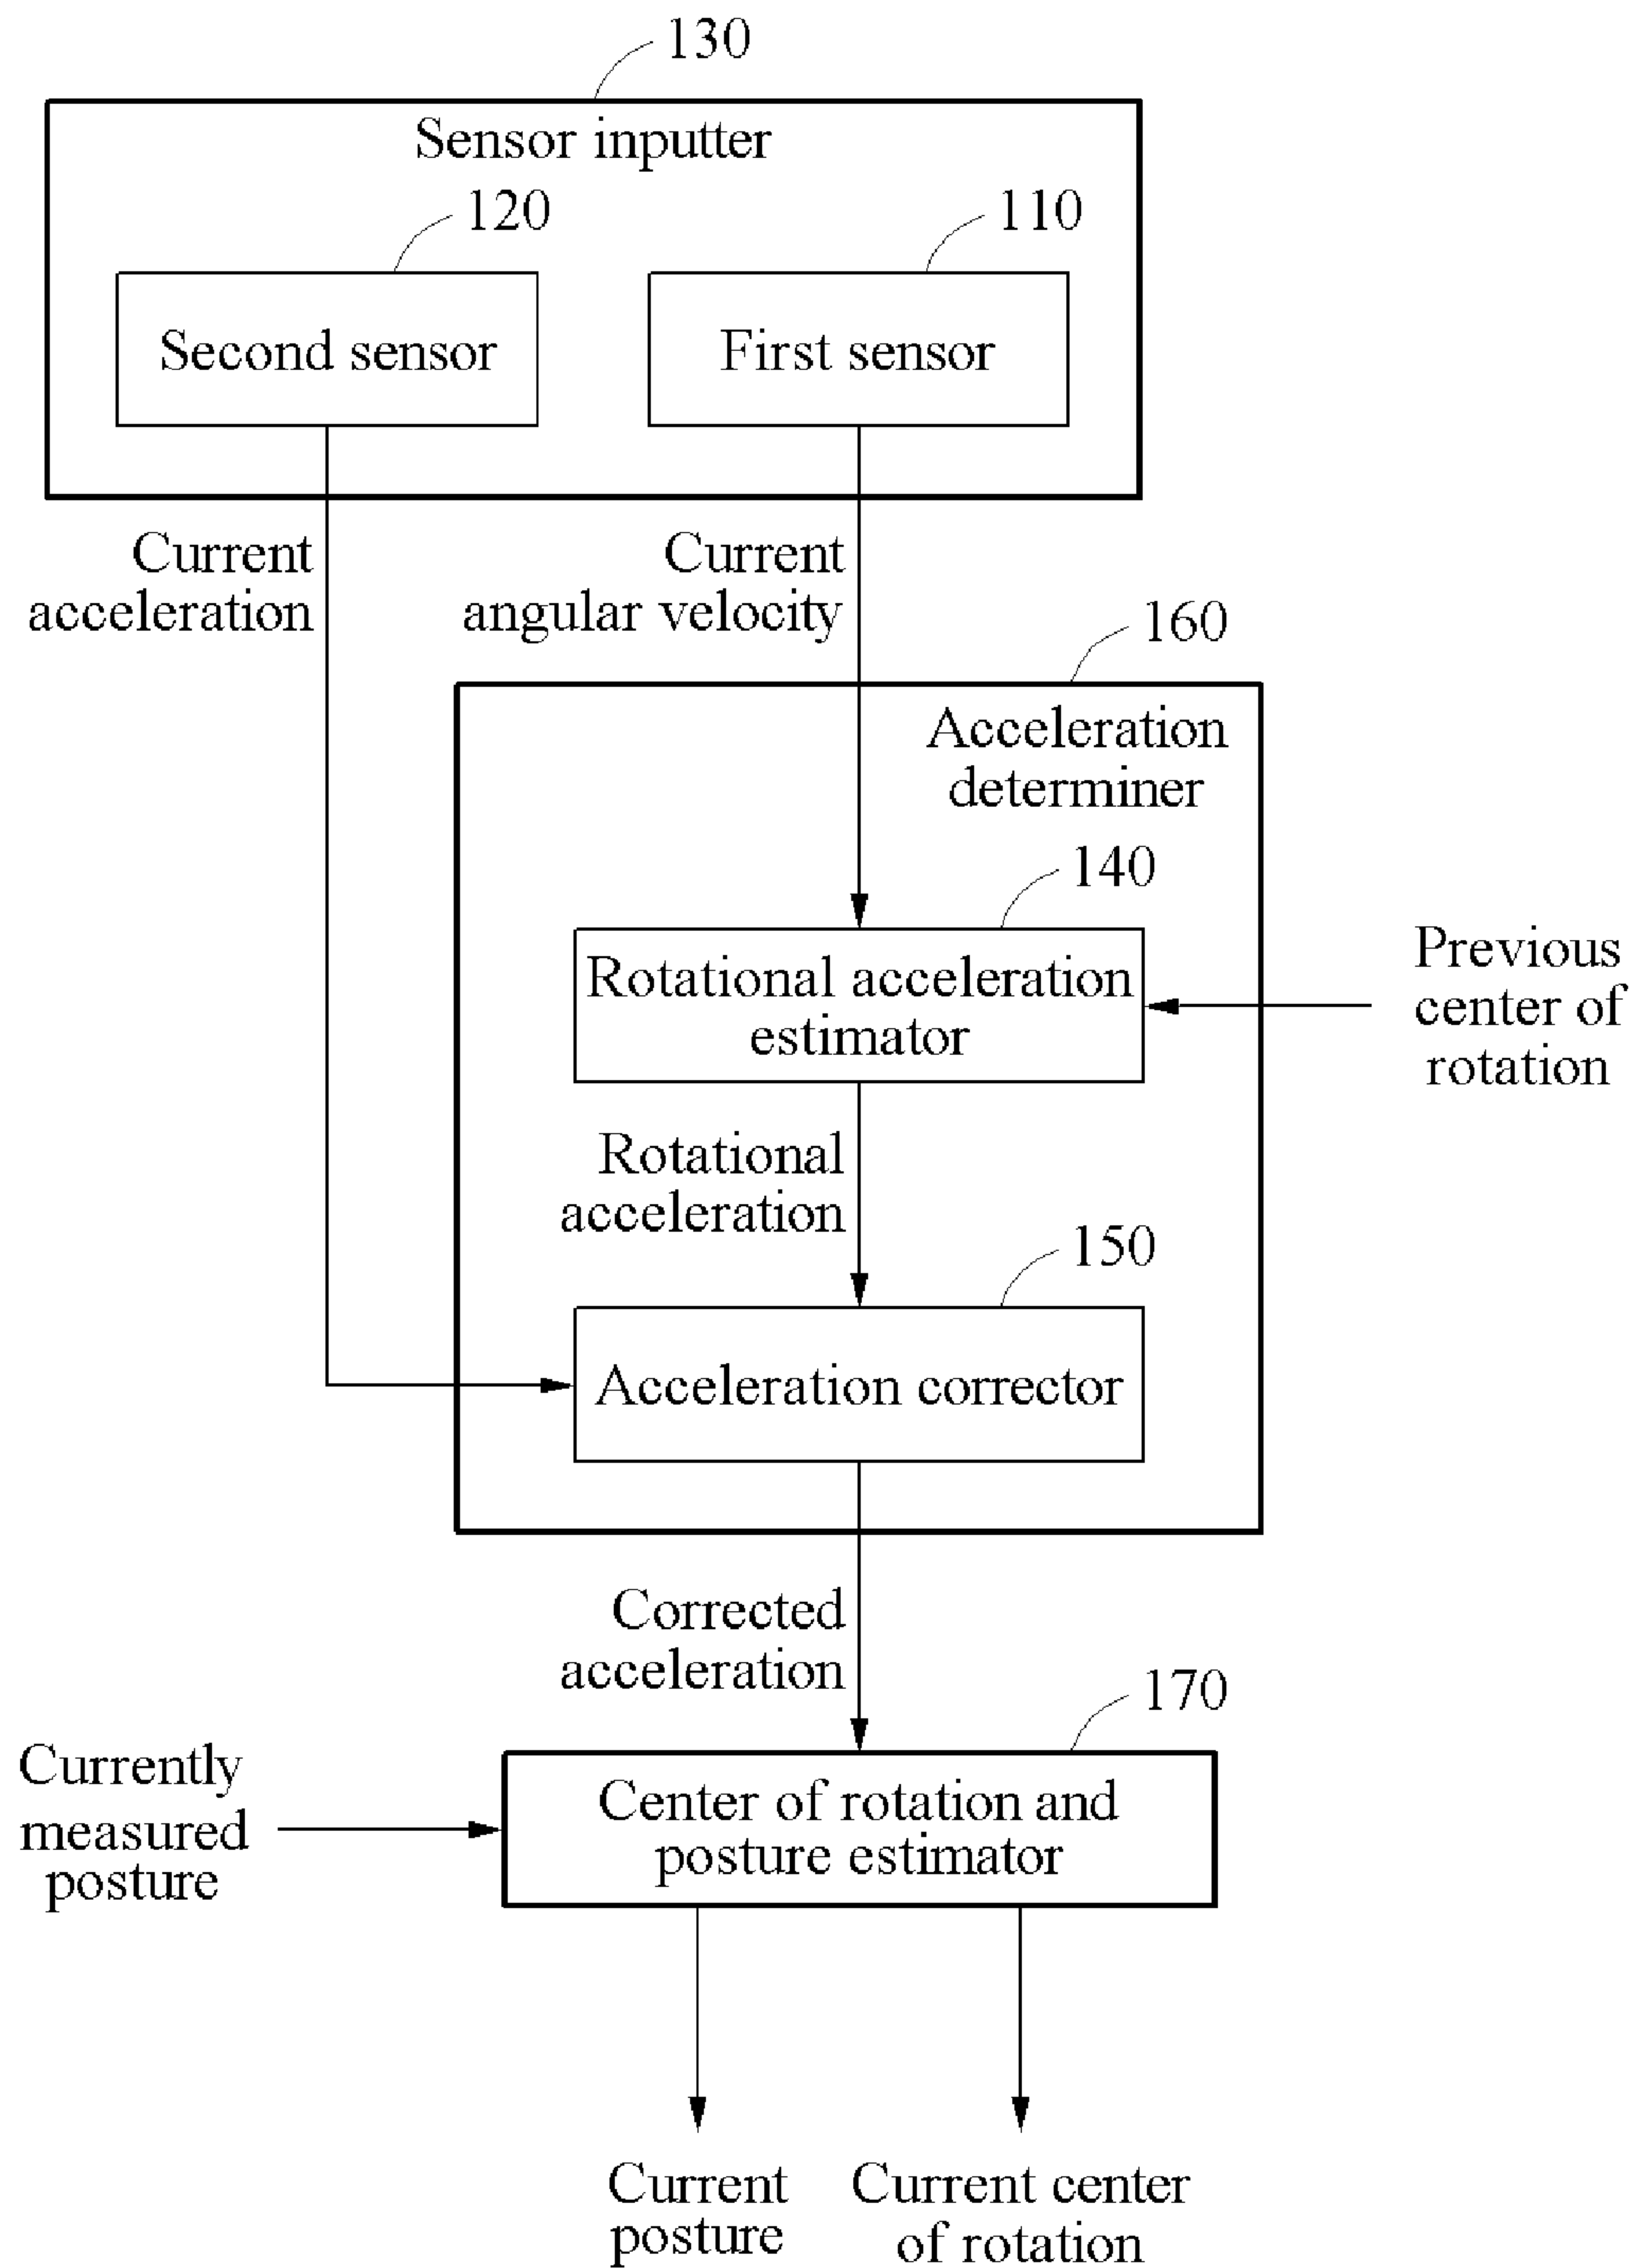 130
Sensor inputter
120
110
Second sensor
First sensor
Current
acceleration
Current
angular velocity
160
Acceleration
determiner
140
Rotational acceleration
estimator
Previous
center of
rotation
Rotational
acceleration
150
Acceleration corrector
Corrected
acceleration
170
Currently
measured
posture
Center of rotation and
posture estimator
Current
posture
Current center
of rotation